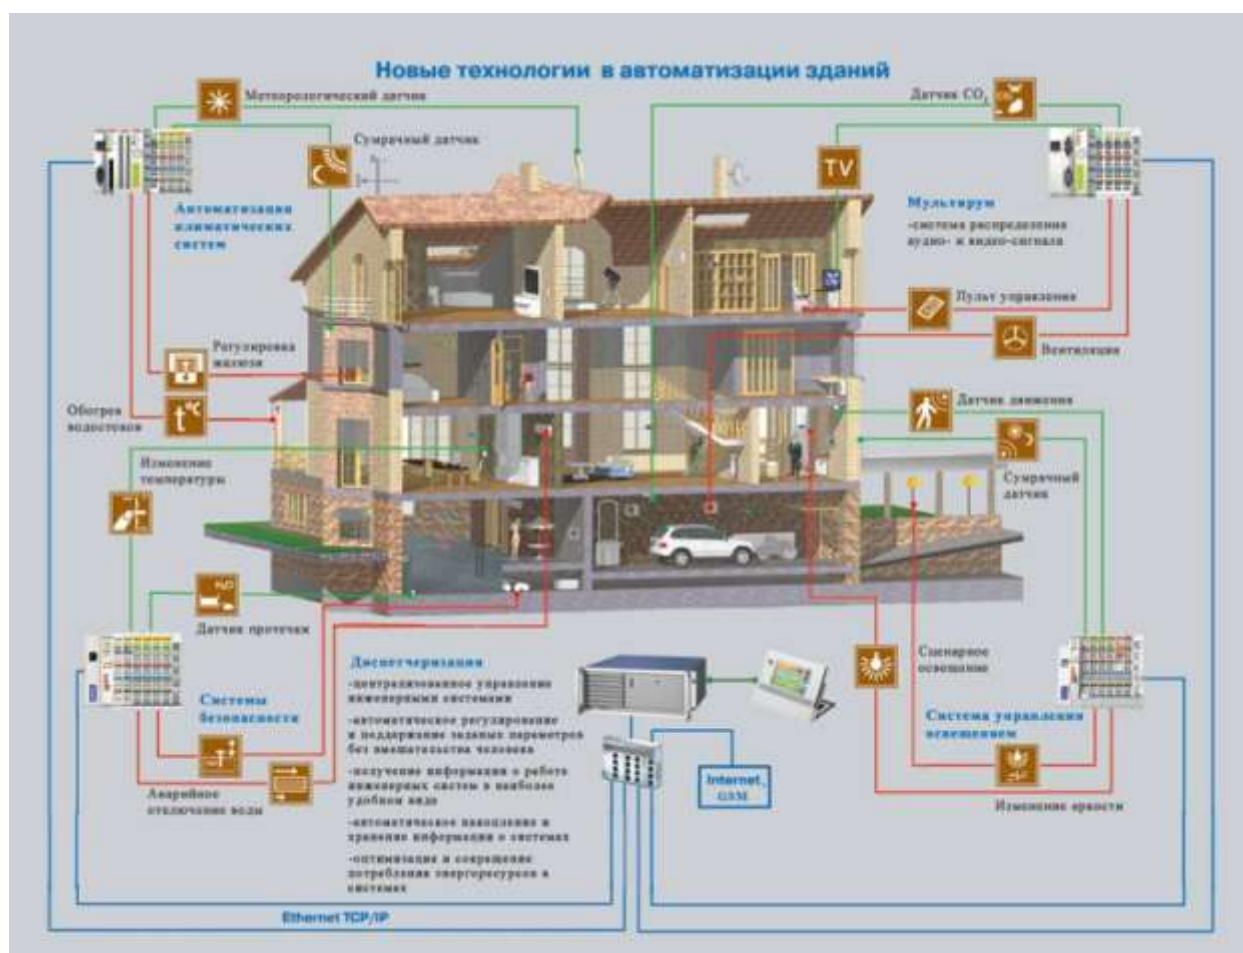 Новые технологии в автоматизации зданий
Метеорологический датчик
Датчик CO2
Сумрачный датчик
TV
Автоматизация
климатических
систем
Мультирум
-система распределения
аудио- и видео-сигнала
Пульт управления
Регулировка
жалюзи
Вентиляция
Обогрев
водостоков
t°C
Датчик движения
Изменение
температуры
Сумрачный
датчик
H2O
Датчик протечки
Сценарное
освещение
Диспетчеризация
-централизованное управление
инженерными системами
-автоматическое регулирование
и поддержание заданых параметров
без вмешательства человека
-получение информации о работе
инженерных систем в наиболее
удобном виде
-автоматическое накопление и
хранение информации о системах
-оптимизация и сокращение
потребления энергоресурсов в
системах
Системы
безопасности
Система управления
освещением
Internet,
GSM
Аварийное
отключение воды
Изменение яркости
Ethernet TCP/IP